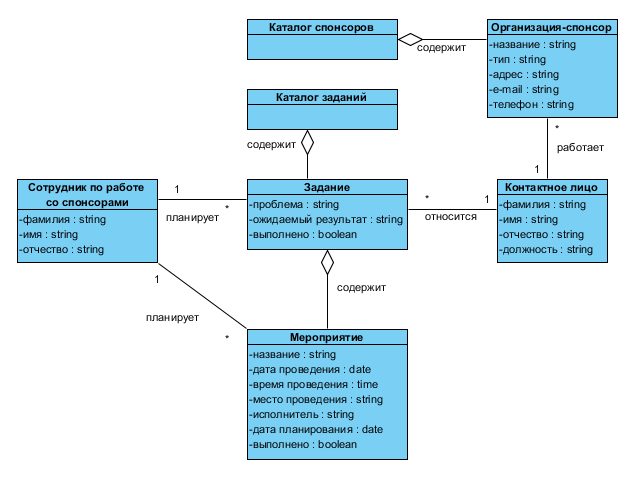 Каталог спонсоров
содержит
Организация-спонсор
-название : string
-тип : string
-адрес : string
-e-mail : string
-телефон : string
Каталог заданий
содержит
*
работает
1
Сотрудник по работе
со спонсорами
-фамилия : string
-имя : string
-отчество : string
1
планирует
*
Задание
-проблема : string
-ожидаемый результат : string
-выполнено : boolean
*
относится
1
Контактное лицо
-фамилия : string
-имя : string
-отчество : string
-должность : string
1
планирует
*
содержит
Мероприятие
-название : string
-дата проведения : date
-время проведения : time
-место проведения : string
-исполнитель : string
-дата планирования : date
-выполнено : boolean